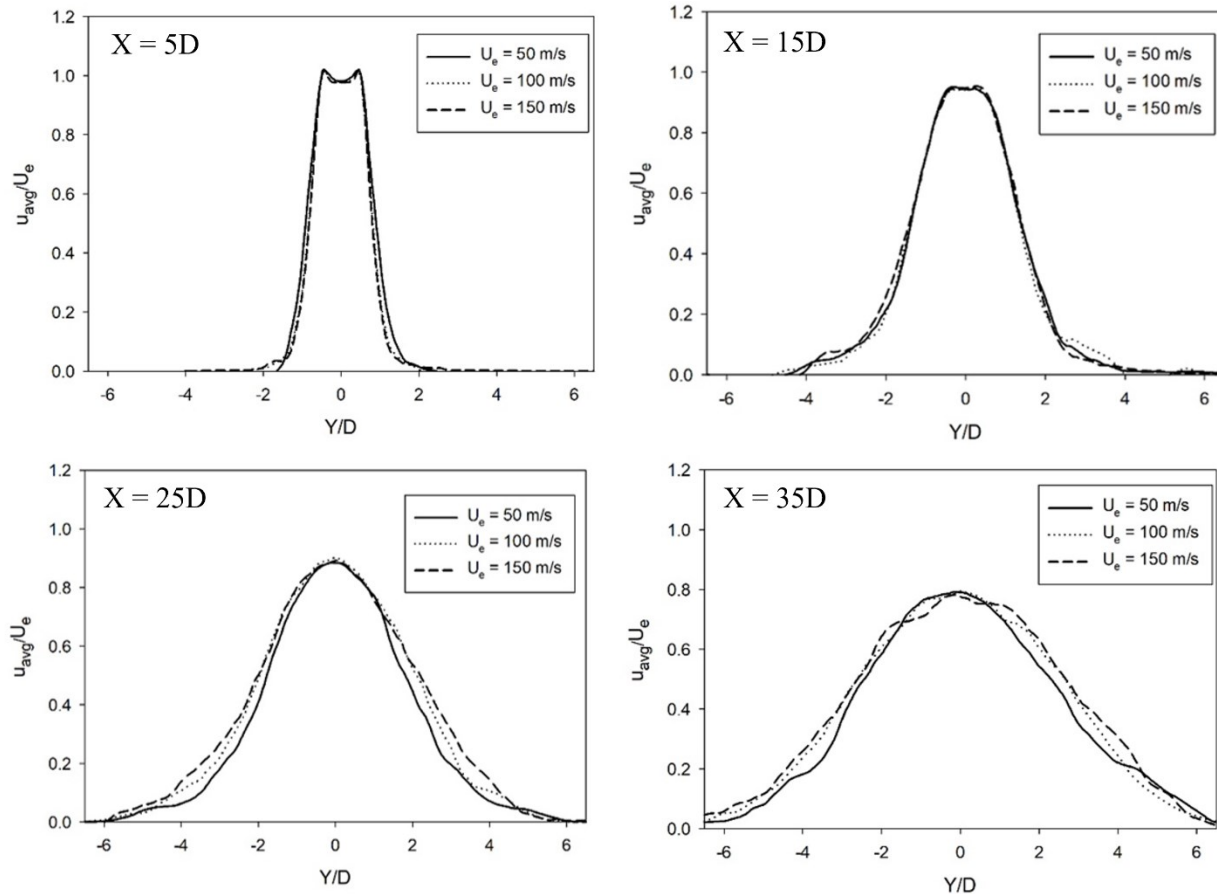 X = 5D
U_e = 50 m/s
U_e = 100 m/s
U_e = 150 m/s
1.2
1.0
0.8
0.6
0.4
0.2
0.0
u_avg/U_e
-6 -4 -2 0 2 4 6
Y/D
X = 15D
U_e = 50 m/s
U_e = 100 m/s
U_e = 150 m/s
1.2
1.0
0.8
0.6
0.4
0.2
0.0
u_avg/U_e
-6 -4 -2 0 2 4 6
Y/D
X = 25D
U_e = 50 m/s
U_e = 100 m/s
U_e = 150 m/s
1.2
1.0
0.8
0.6
0.4
0.2
0.0
u_avg/U_e
-6 -4 -2 0 2 4 6
Y/D
X = 35D
U_e = 50 m/s
U_e = 100 m/s
U_e = 150 m/s
1.2
1.0
0.8
0.6
0.4
0.2
0.0
u_avg/U_e
-6 -4 -2 0 2 4 6
Y/D